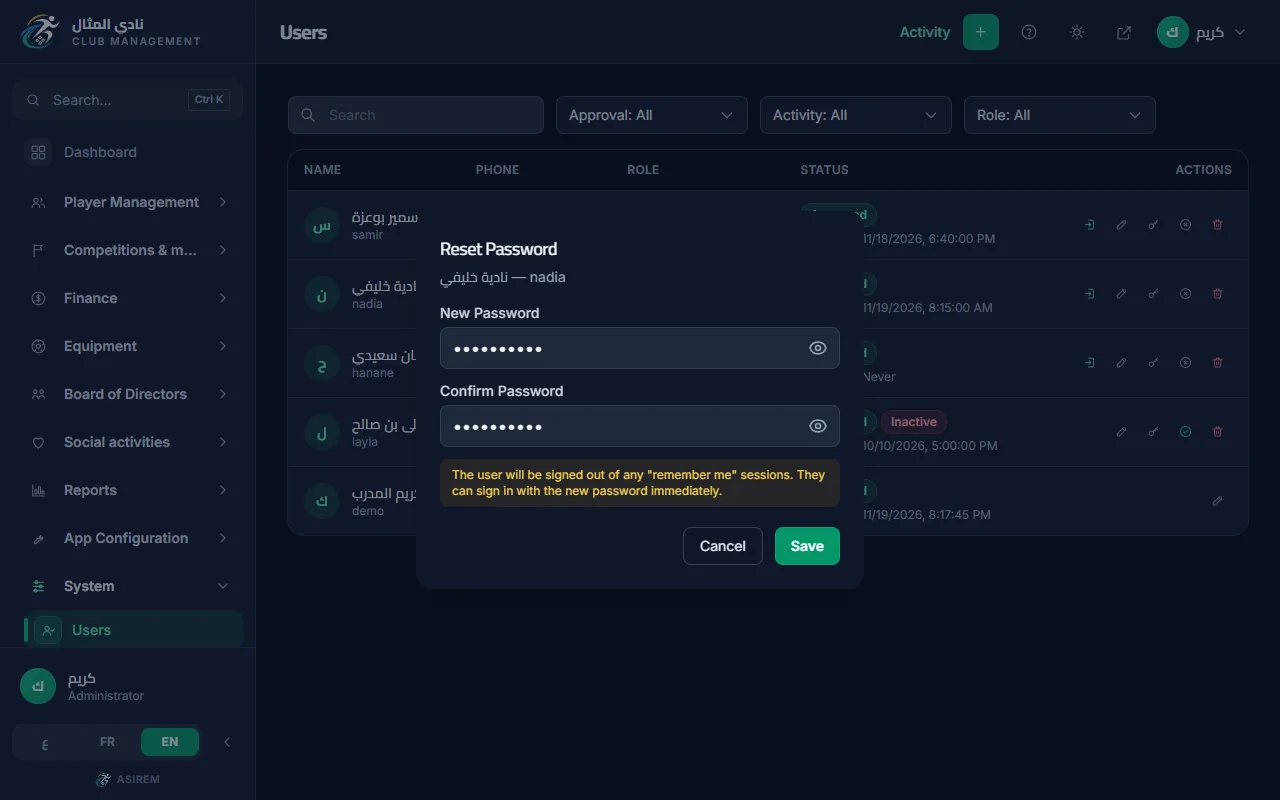 نادي المثال
CLUB MANAGEMENT
Users
Activity
كريم
Search...
Ctrl K
Dashboard
Player Management
Competitions & m...
Finance
Equipment
Board of Directors
Social activities
Reports
App Configuration
System
Users
كريم
Administrator
ع
FR
EN
ASIREM
Search
Approval: All
Activity: All
Role: All
NAME
PHONE
ROLE
STATUS
ACTIONS
س
سمير بوعزة
samir
11/18/2026, 6:40:00 PM
ن
نادية خليفي
nadia
11/19/2026, 8:15:00 AM
ح
سعيدي
hanane
Never
ل
بن صالح
layla
Inactive
10/10/2026, 5:00:00 PM
ك
كريم المدرب
demo
11/19/2026, 8:17:45 PM
Reset Password
نادية خليفي — nadia
New Password
Confirm Password
The user will be signed out of any "remember me" sessions. They
can sign in with the new password immediately.
Cancel
Save